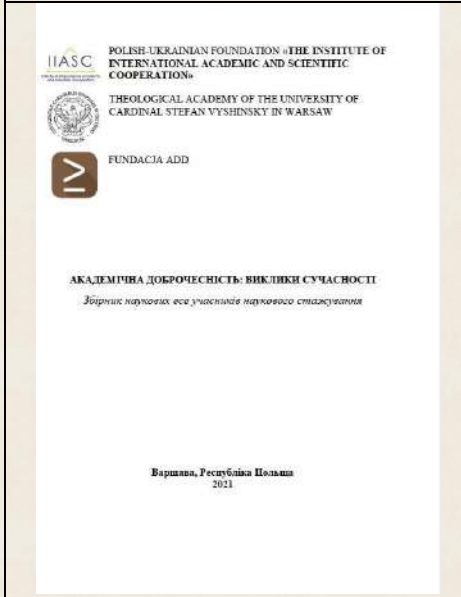 IIASC
POLISH-UKRAINIAN FOUNDATION «THE INSTITUTE OF
INTERNATIONAL ACADEMIC AND SCIENTIFIC
COOPERATION»
THEOLOGICAL ACADEMY OF THE UNIVERSITY OF
CARDINAL STEFAN VYSHINSKY IN WARSAW
FUNDACJA ADD
АКАДЕМІЧНА ДОБРОЧЕСНІСТЬ: ВИКЛИКИ СУЧАСНОСТІ
Збірник наукових есе учасників наукового стажування
Варшава, Республіка Польща
2021